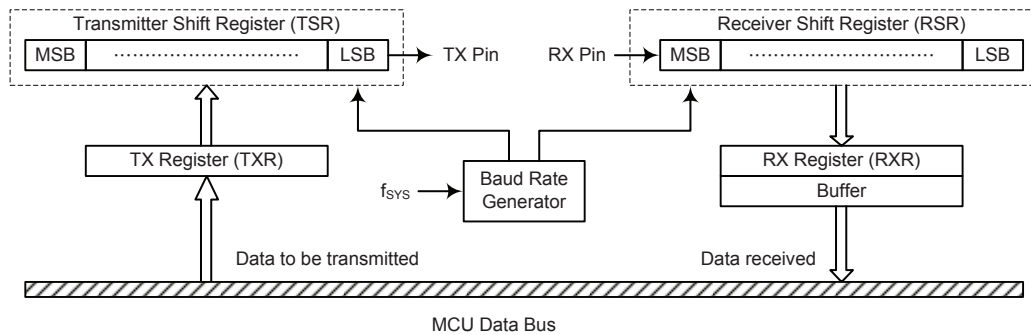 Transmitter Shift Register (TSR)
MSB ................................ LSB
TX Pin
RX Pin
Receiver Shift Register (RSR)
MSB ................................ LSB
TX Register (TXR)
fSYS
Baud Rate
Generator
RX Register (RXR)
Buffer
Data to be transmitted
Data received
MCU Data Bus